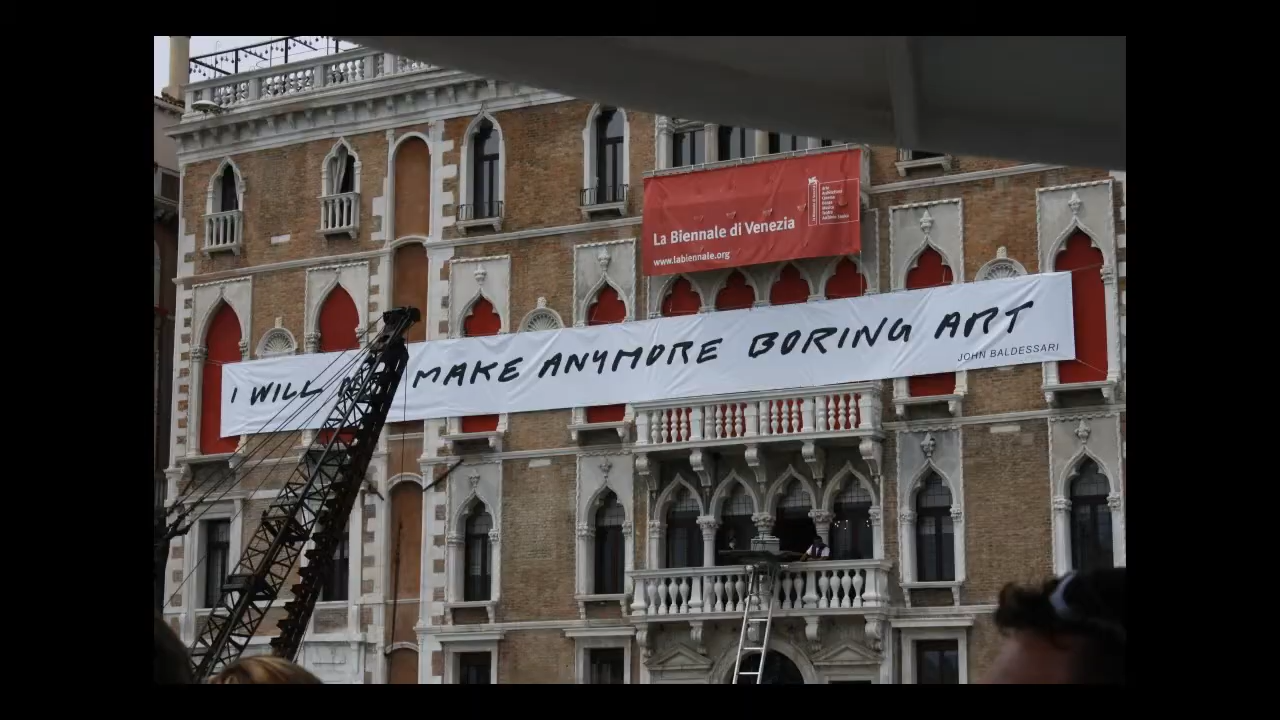 La Biennale di Venezia
www.labiennale.org
I WILL MAKE ANYMORE BORING ART
JOHN BALDESSARI